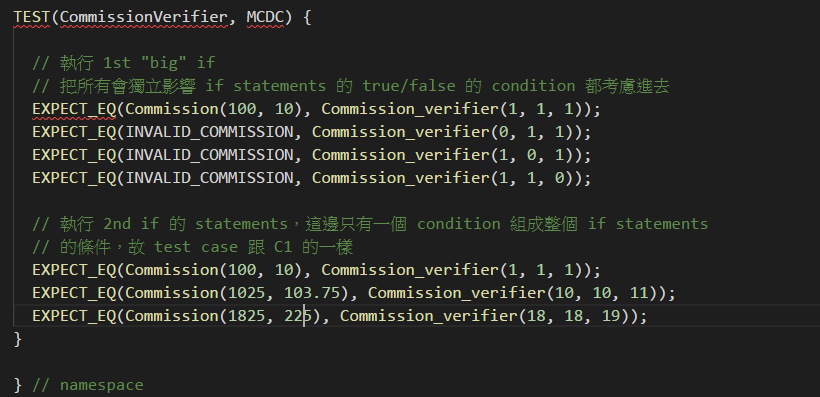 TEST(CommissionVerifier, MCDC) {
// 執行 1st "big" if
// 把所有會獨立影響 if statements 的 true/false 的 condition 都考慮進去
EXPECT_EQ(Commission(100, 10), Commission_verifier(1, 1, 1));
EXPECT_EQ(INVALID_COMMISSION, Commission_verifier(0, 1, 1));
EXPECT_EQ(INVALID_COMMISSION, Commission_verifier(1, 0, 1));
EXPECT_EQ(INVALID_COMMISSION, Commission_verifier(1, 1, 0));
// 執行 2nd if 的 statements，這邊只有一個 condition 組成整個 if statements
// 的條件，故 test case 跟 C1 的一樣
EXPECT_EQ(Commission(100, 10), Commission_verifier(1, 1, 1));
EXPECT_EQ(Commission(1025, 103.75), Commission_verifier(10, 10, 11));
EXPECT_EQ(Commission(1825, 225), Commission_verifier(18, 18, 19));
}
} // namespace